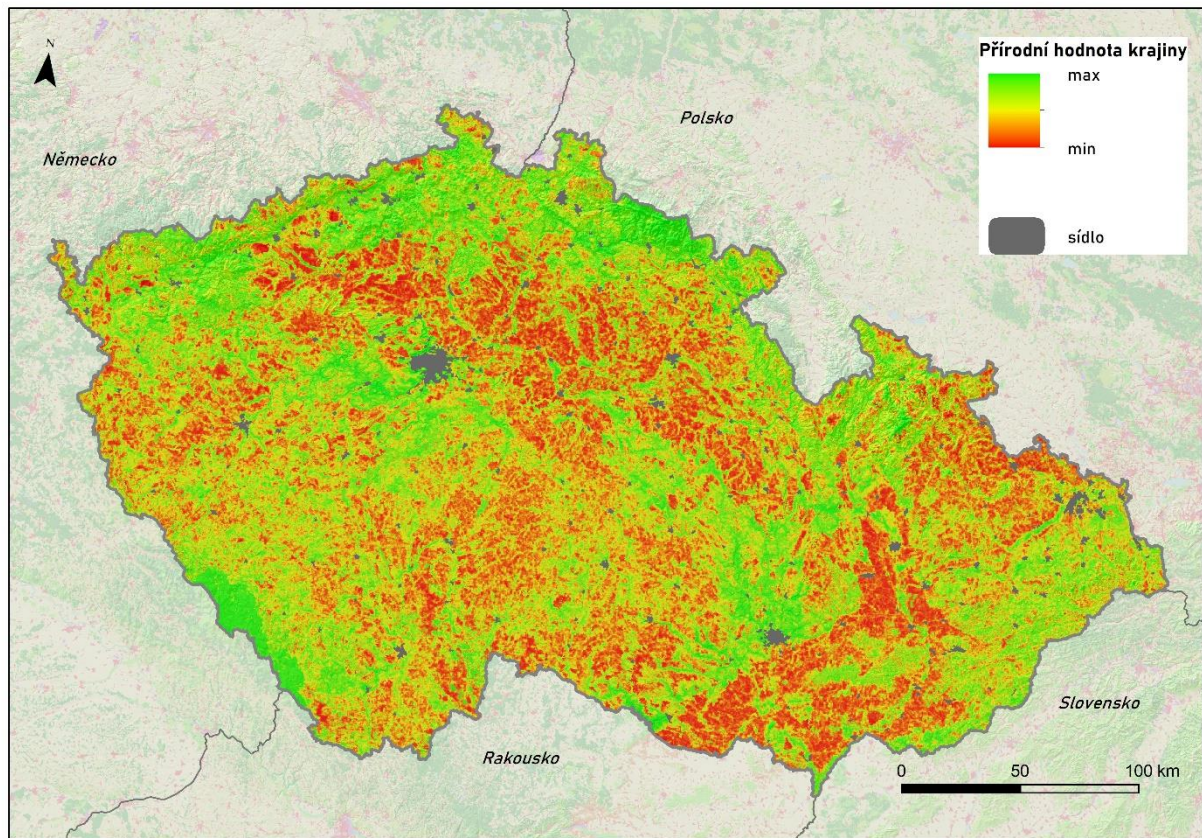 N
Přírodní hodnota krajiny
max
min
sídlo
Německo
Polsko
Slovensko
Rakousko
0 50 100 km